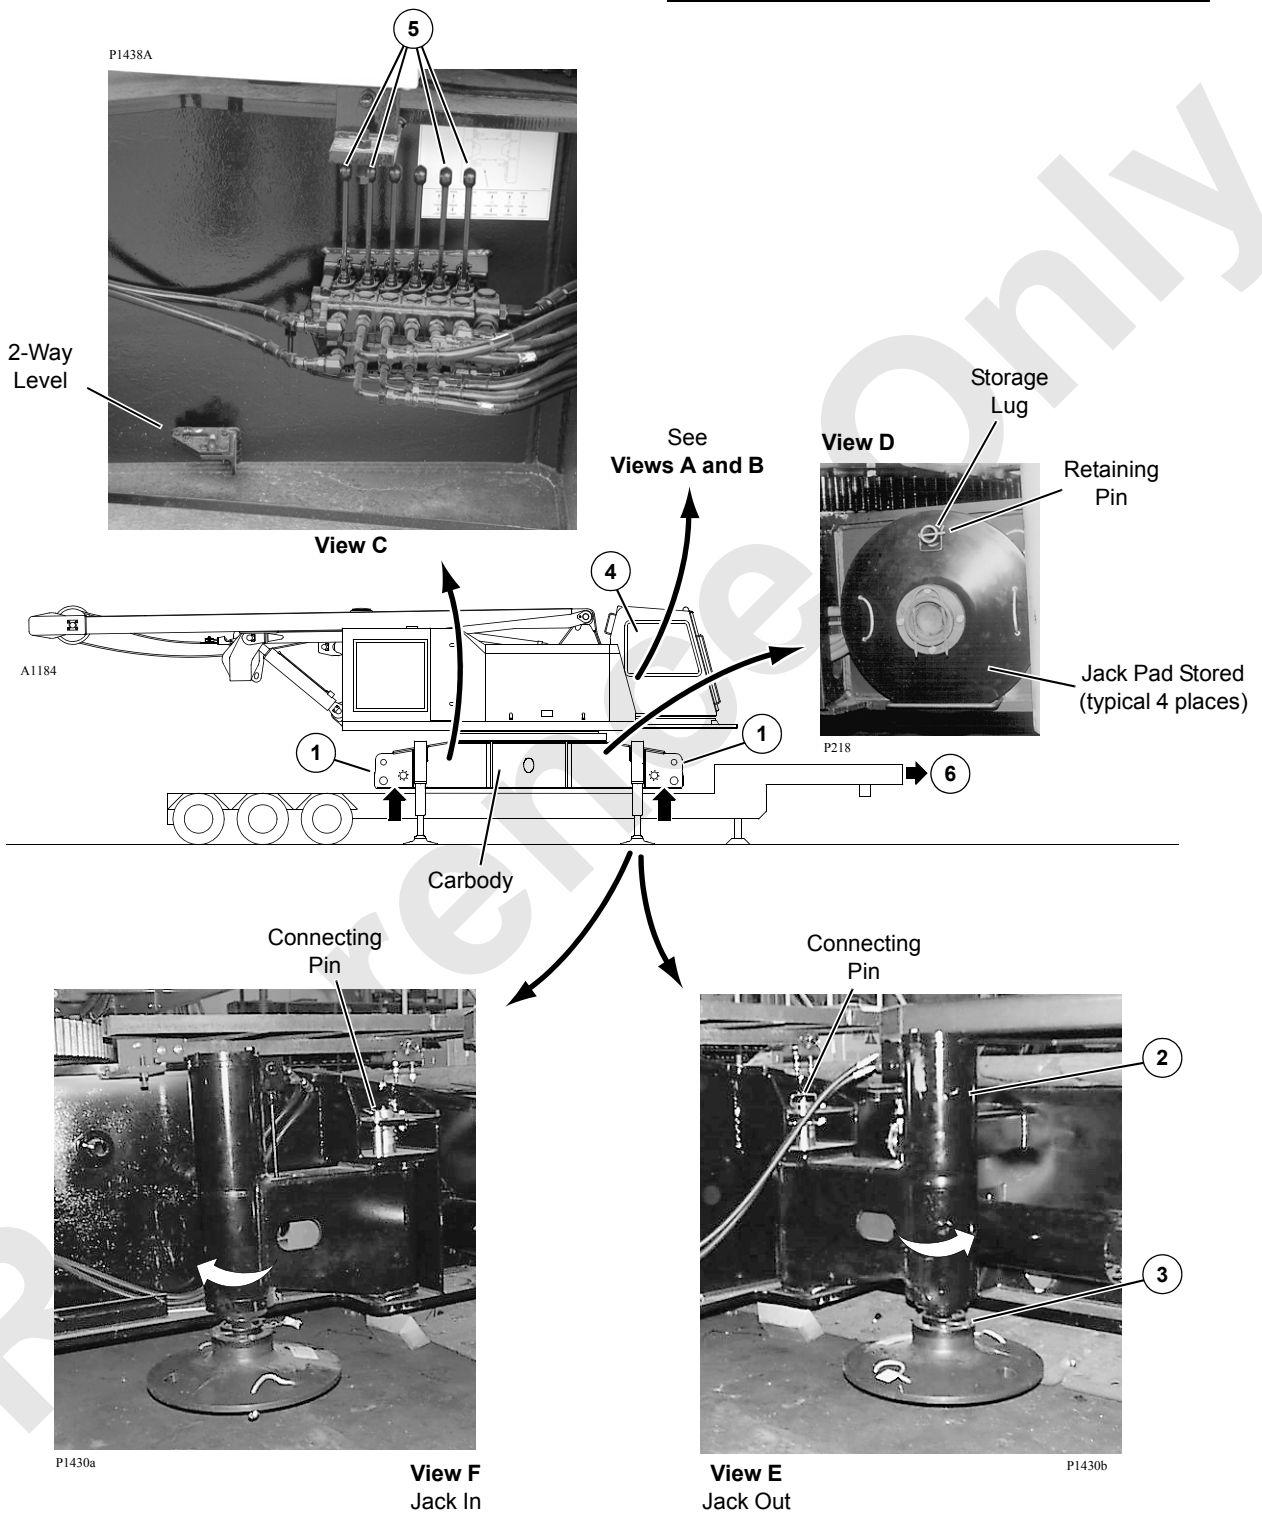 P1438A
5
2-Way
Level
View C
See
Views A and B
View D
Storage
Lug
Retaining
Pin
4
A1184
Jack Pad Stored
(typical 4 places)
P218
1
1
6
Carbody
Connecting
Pin
Connecting
Pin
2
3
P1430a
View F
Jack In
View E
Jack Out
P1430b